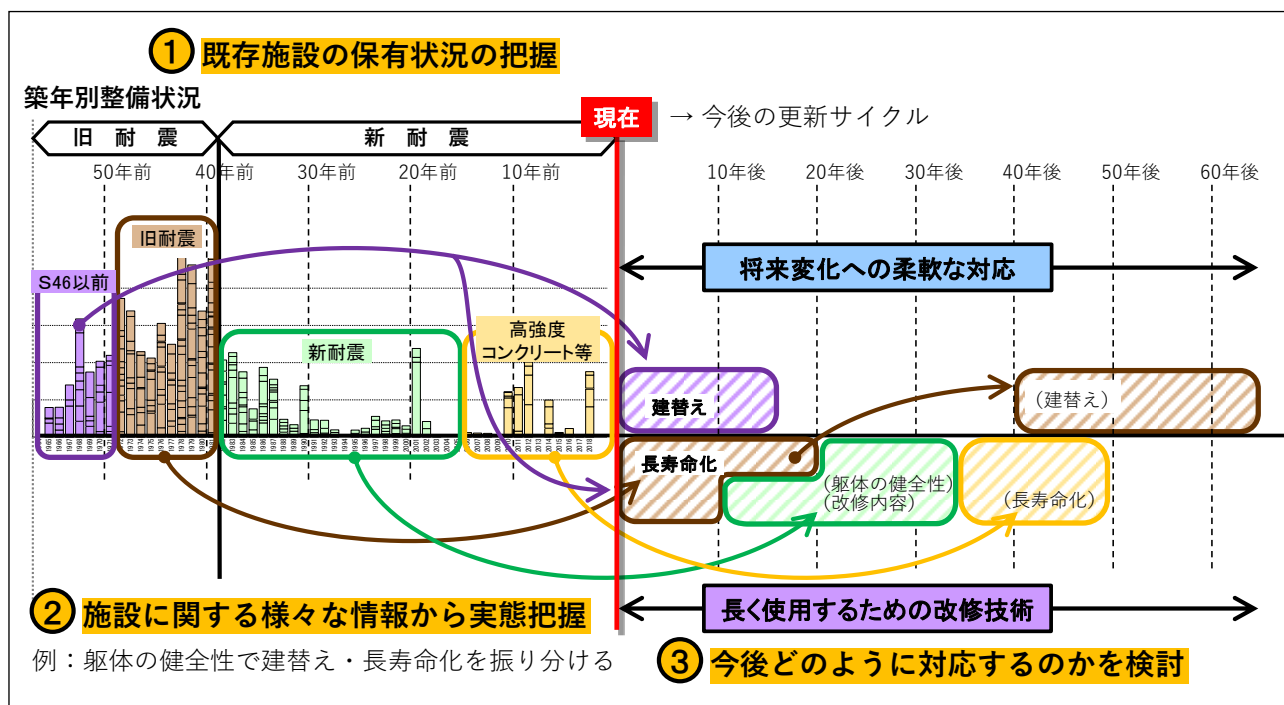 ① 既存施設の保有状況の把握
築年別整備状況
現在
→ 今後の更新サイクル
旧 耐 震
新 耐 震
50年前
40年前
30年前
20年前
10年前
10年後
20年後
30年後
40年後
50年後
60年後
旧耐震
S46以前
新耐震
高強度
コンクリート等
将来変化への柔軟な対応
建替え
（建替え）
長寿命化
（躯体の健全性）
（改修内容）
（長寿命化）
② 施設に関する様々な情報から実態把握
例：躯体の健全性で建替え・長寿命化を振り分ける
長く使用するための改修技術
③ 今後どのように対応するのかを検討